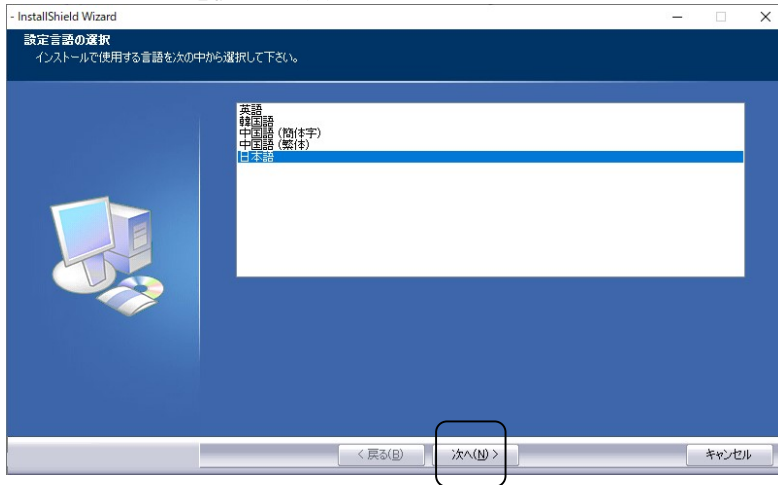 - InstallShield Wizard
設定言語の選択
インストールで使用する言語を次の中から選択して下さい。
英語
韓国語
中国語 (簡体字)
中国語 (繁体)
日本語
< 戻る(B)
次へ(N) >
キャンセル